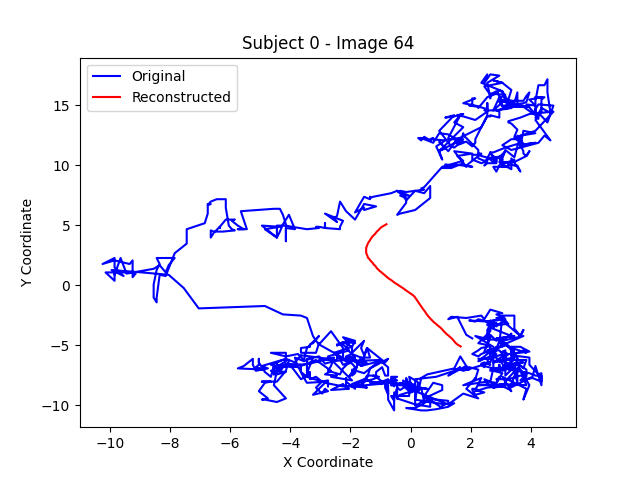 Subject 0 - Image 64
Original
Reconstructed
15
10
5
0
−5
−10
Y Coordinate
−10 −8 −6 −4 −2 0 2 4
X Coordinate